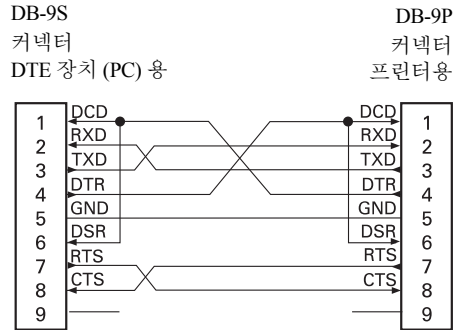 DB-9S
커넥터
DTE 장치 (PC) 용
DB-9P
커넥터
프린터용
1 DCD DCD 1
2 RXD RXD 2
3 TXD TXD 3
4 DTR DTR 4
5 GND GND 5
6 DSR DSR 6
7 RTS RTS 7
8 CTS CTS 8
9 9